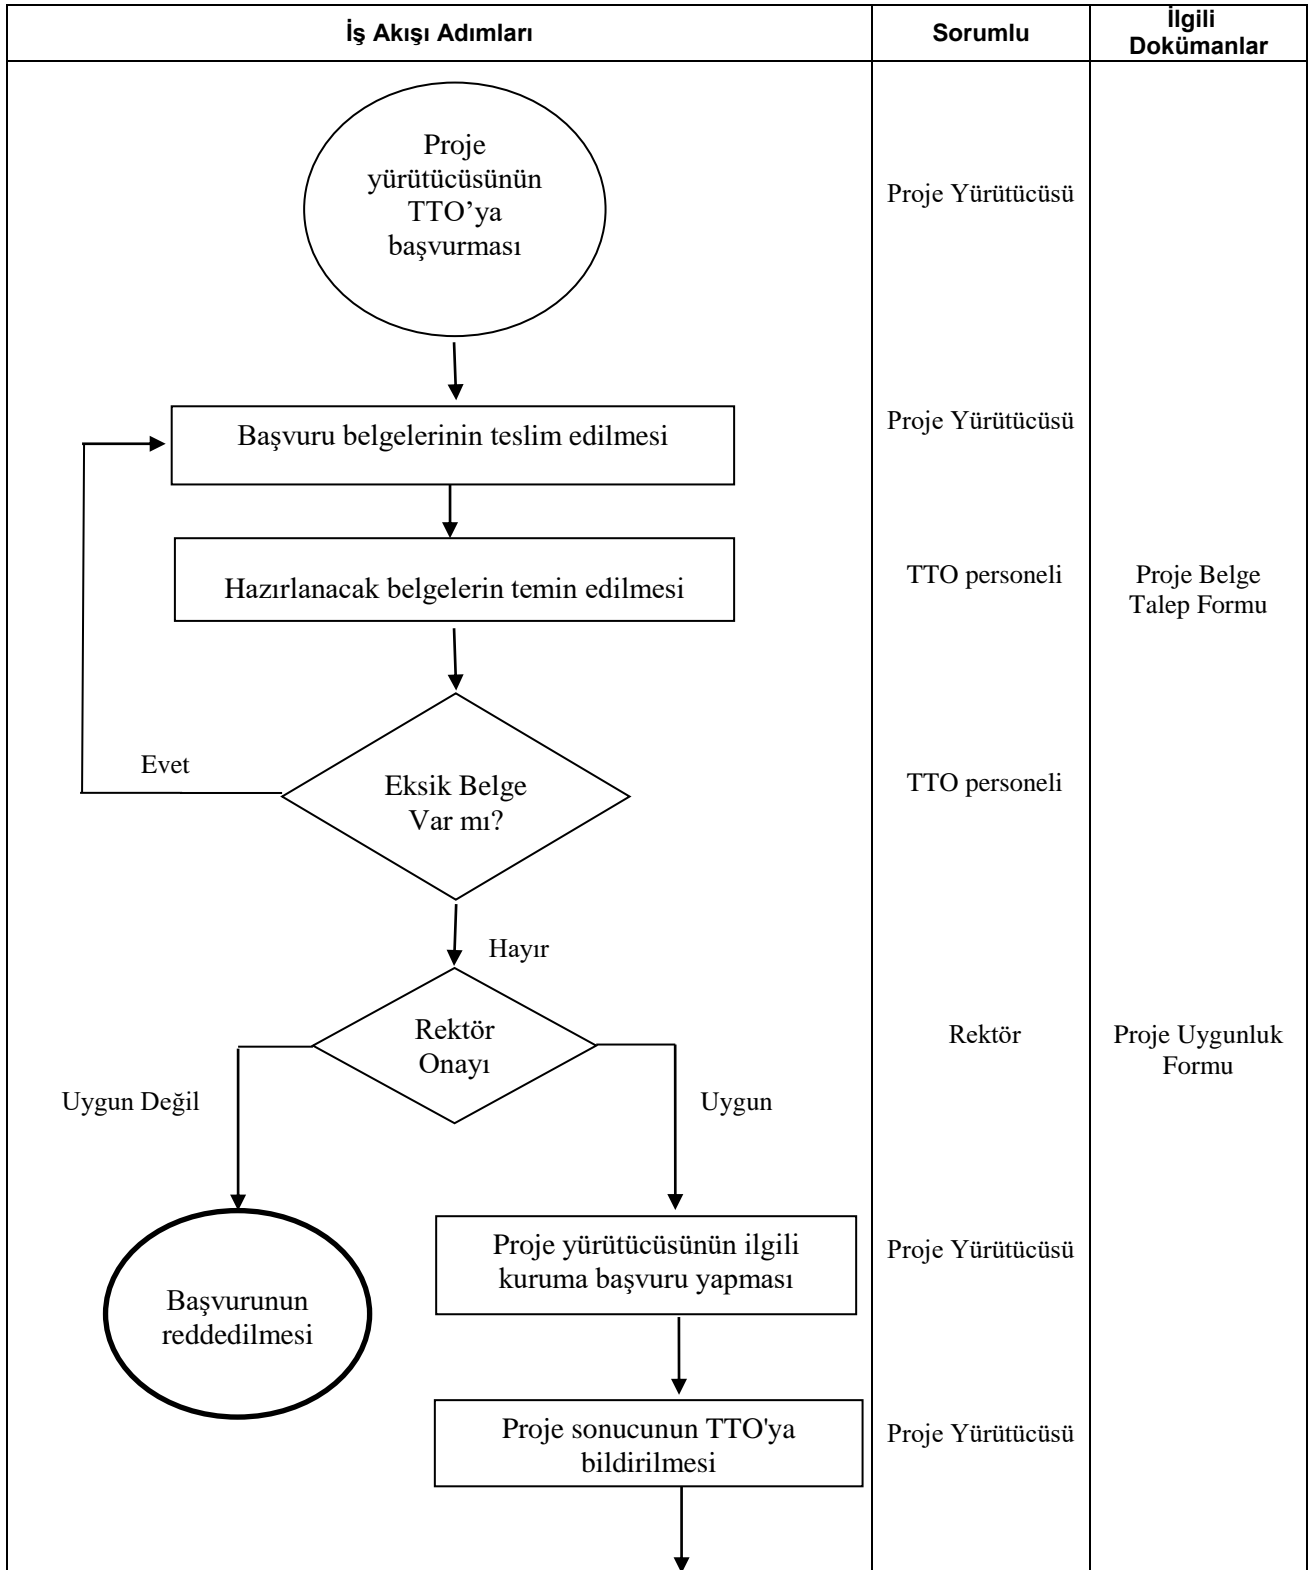 İş Akışı Adımları
Sorumlu
İlgili
Dokümanlar
Proje
yürütücüsünün
TTO’ya
başvurması
Proje Yürütücüsü
Başvuru belgelerinin teslim edilmesi
Proje Yürütücüsü
Hazırlanacak belgelerin temin edilmesi
TTO personeli
Proje Belge
Talep Formu
Evet
Eksik Belge
Var mı?
TTO personeli
Hayır
Rektör
Onayı
Rektör
Proje Uygunluk
Formu
Uygun Değil
Uygun
Proje yürütücüsünün ilgili
kuruma başvuru yapması
Proje Yürütücüsü
Başvurunun
reddedilmesi
Proje sonucunun TTO'ya
bildirilmesi
Proje Yürütücüsü